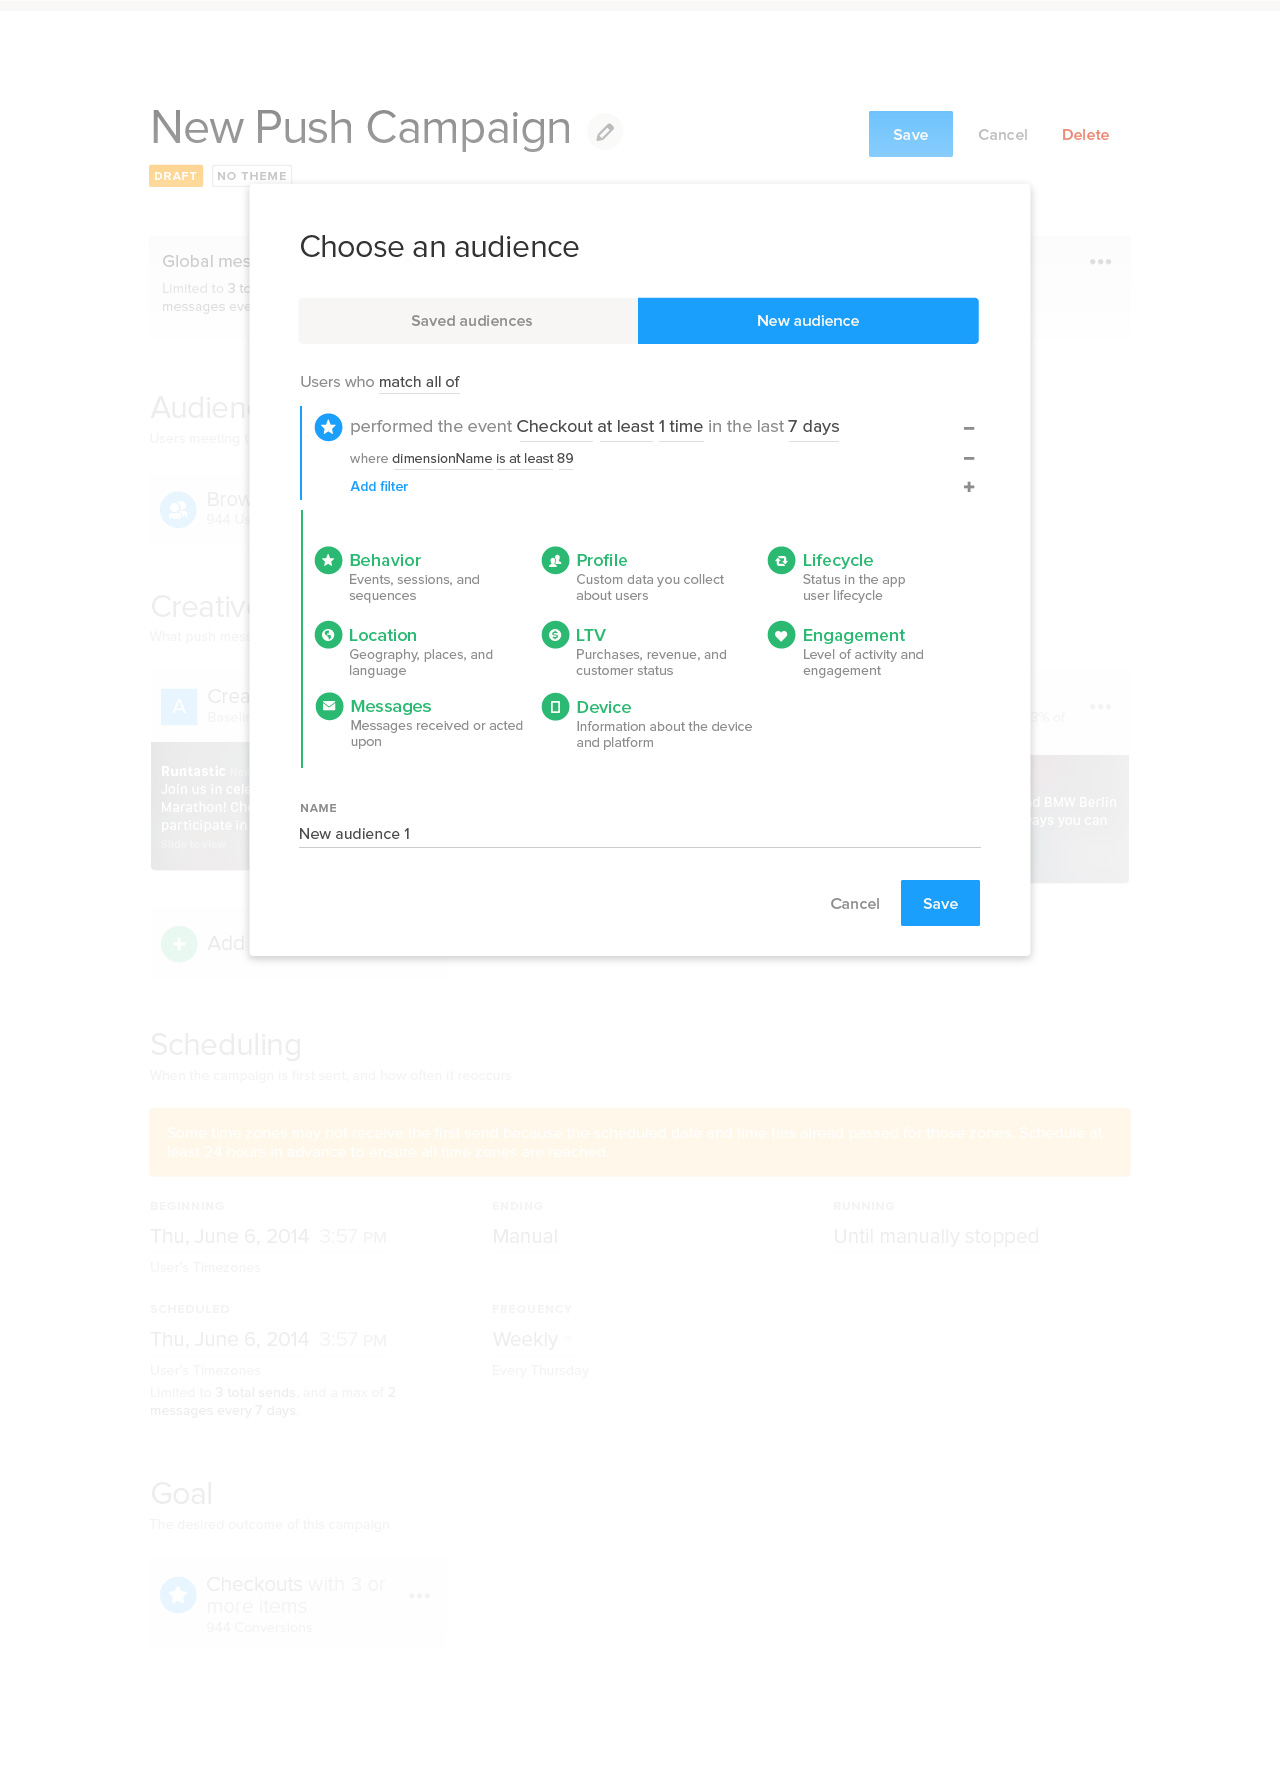 New Push Campaign
Save Cancel Delete
DRAFT NO THEME
Global mes
Limited to 3 to
messages eve
Choose an audience
Saved audiences New audience
Users who match all of
performed the event Checkout at least 1 time in the last 7 days
where dimensionName is at least 89
Add filter
Behavior
Events, sessions, and
sequences
Profile
Custom data you collect
about users
Lifecycle
Status in the app
user lifecycle
Location
Geography, places, and
language
LTV
Purchases, revenue, and
customer status
Engagement
Level of activity and
engagement
Messages
Messages received or acted
upon
Device
Information about the device
and platform
NAME
New audience 1
Cancel Save
Audien
Users meeting
Brow
944 Us
Creative
What push mes
A
Crea
Baselin
3% of
Runtastic
Join us in cele
Marathon! Ch
participate in
slide to view
d BMW Berlin
ays you can
Add
Scheduling
When the campaign is first sent, and how often it reoccurs
Some time zones may not receive the first send because the scheduled date and time has alread passed for those zones. Schedule at
least 24 hours in advance to ensure all time zones are reached.
BEGINNING
Thu, June 6, 2014 3:57 PM
User's Timezones
ENDING
Manual
RUNNING
Until manually stopped
SCHEDULED
Thu, June 6, 2014 3:57 PM
User's Timezones
Limited to 3 total sends, and a max of 2
messages every 7 days.
FREQUENCY
Weekly
Every Thursday
Goal
The desired outcome of this campaign
Checkouts with 3 or
more items
944 Conversions